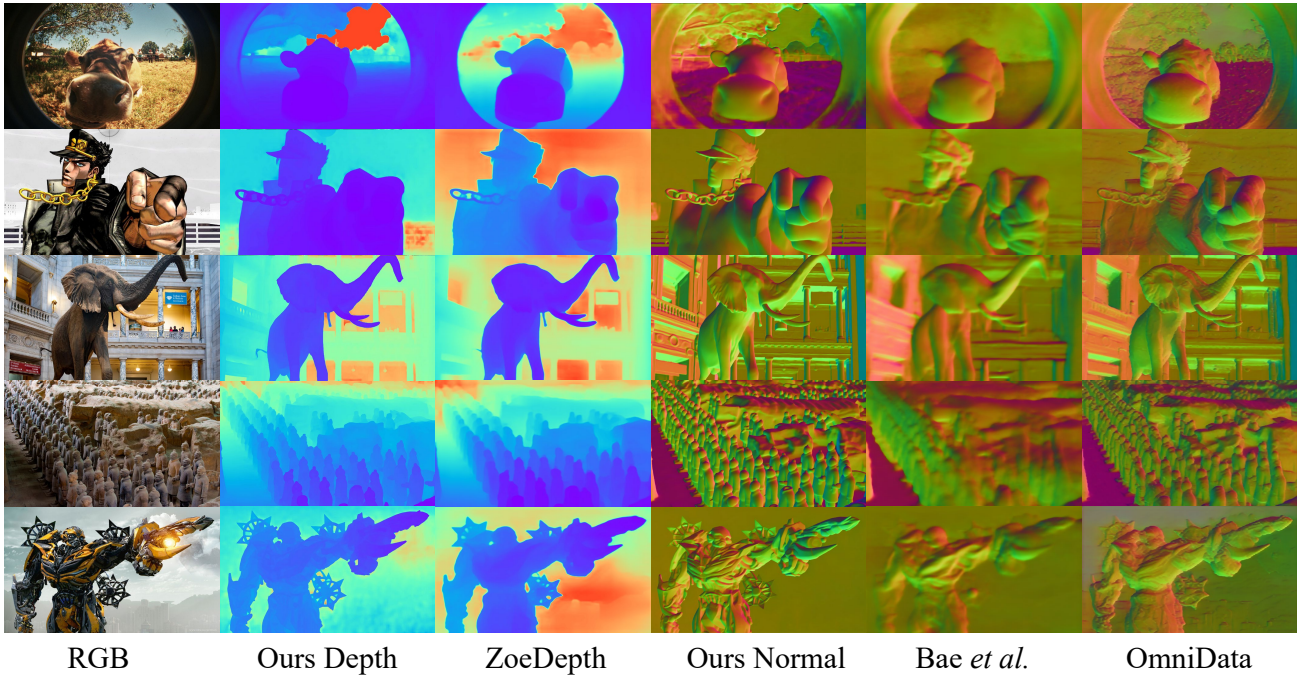 RGB
Ours Depth
ZoeDepth
Ours Normal
Bae et al.
OmniData